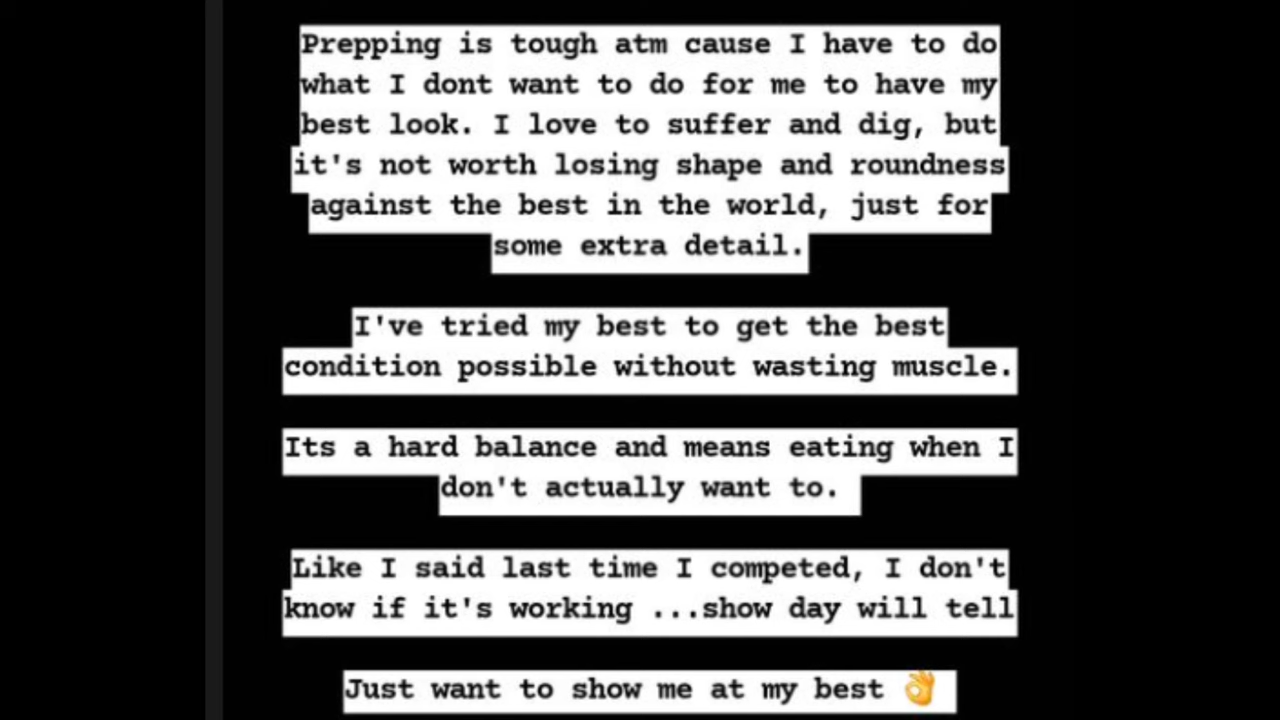 Prepping is tough atm cause I have to do
what I dont want to do for me to have my
best look. I love to suffer and dig, but
it's not worth losing shape and roundness
against the best in the world, just for
some extra detail.
I've tried my best to get the best
condition possible without wasting muscle.
Its a hard balance and means eating when I
don't actually want to.
Like I said last time I competed, I don't
know if it's working ...show day will tell
Just want to show me at my best 👌